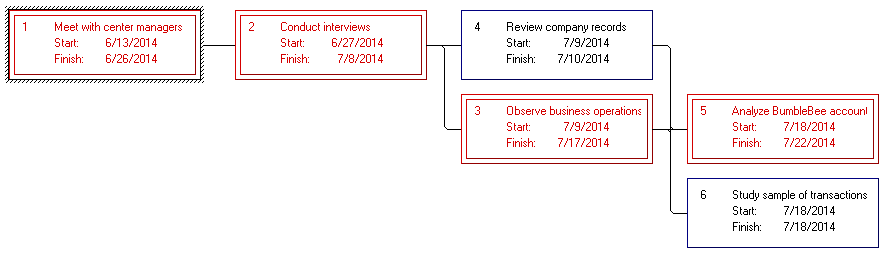 1 Meet with center managers
Start: 6/13/2014
Finish: 6/26/2014
2 Conduct interviews
Start: 6/27/2014
Finish: 7/8/2014
4 Review company records
Start: 7/9/2014
Finish: 7/10/2014
3 Observe business operations
Start: 7/9/2014
Finish: 7/17/2014
5 Analyze BumbleBee account
Start: 7/18/2014
Finish: 7/22/2014
6 Study sample of transactions
Start: 7/18/2014
Finish: 7/18/2014